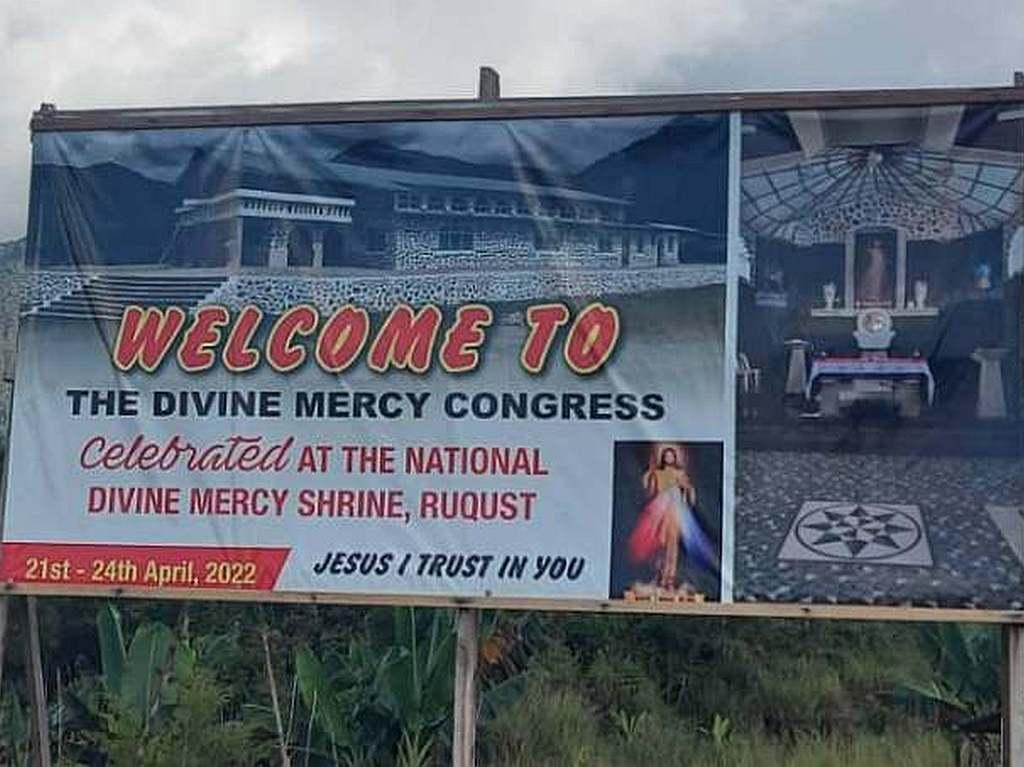 WELCOME TO
THE DIVINE MERCY CONGRESS
Celebrated AT THE NATIONAL
DIVINE MERCY SHRINE, RUQUST
21st - 24th April, 2022
JESUS I TRUST IN YOU